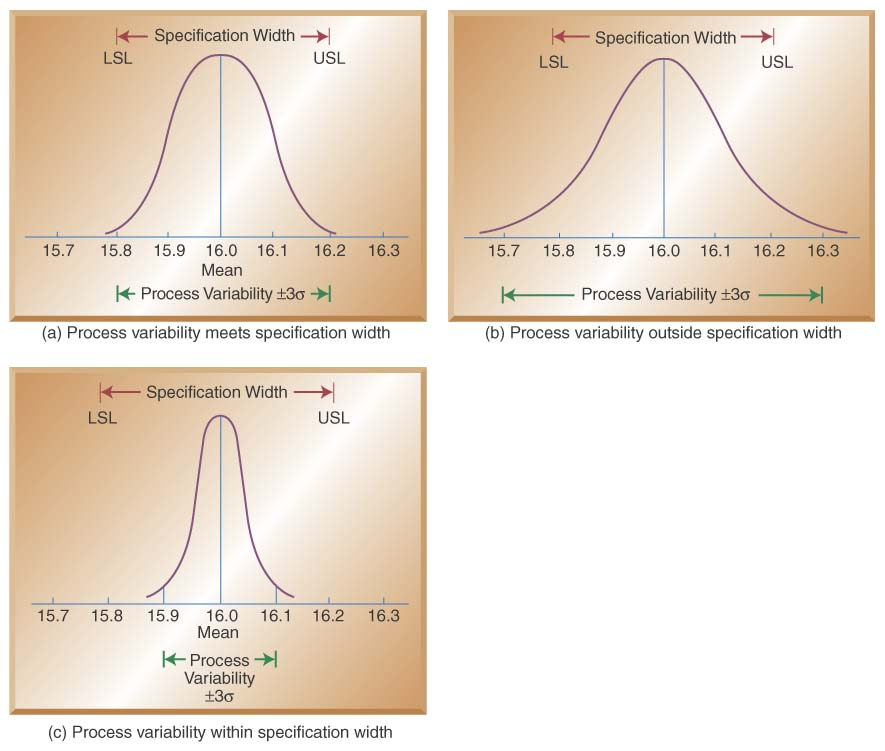 Specification Width
LSL USL
15.7 15.8 15.9 16.0 16.1 16.2 16.3
Mean
Process Variability ±3σ
(a) Process variability meets specification width
Specification Width
LSL USL
15.7 15.8 15.9 16.0 16.1 16.2 16.3
Process Variability ±3σ
(b) Process variability outside specification width
Specification Width
LSL USL
15.7 15.8 15.9 16.0 16.1 16.2 16.3
Mean
Process
Variability
±3σ
(c) Process variability within specification width